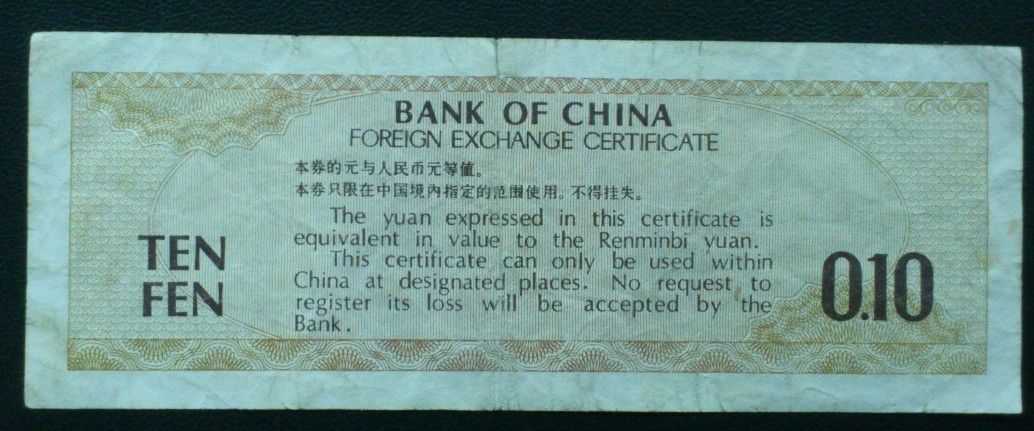 BANK OF CHINA
FOREIGN EXCHANGE CERTIFICATE
本券的元与人民币元等值。
本券只限在中国境内指定的范围使用。不得挂失。
The yuan expressed in this certificate is
equivalent in value to the Renminbi yuan.
This certificate can only be used within
China at designated places. No request to
register its loss will be accepted by the
Bank.
TEN
FEN
0.10